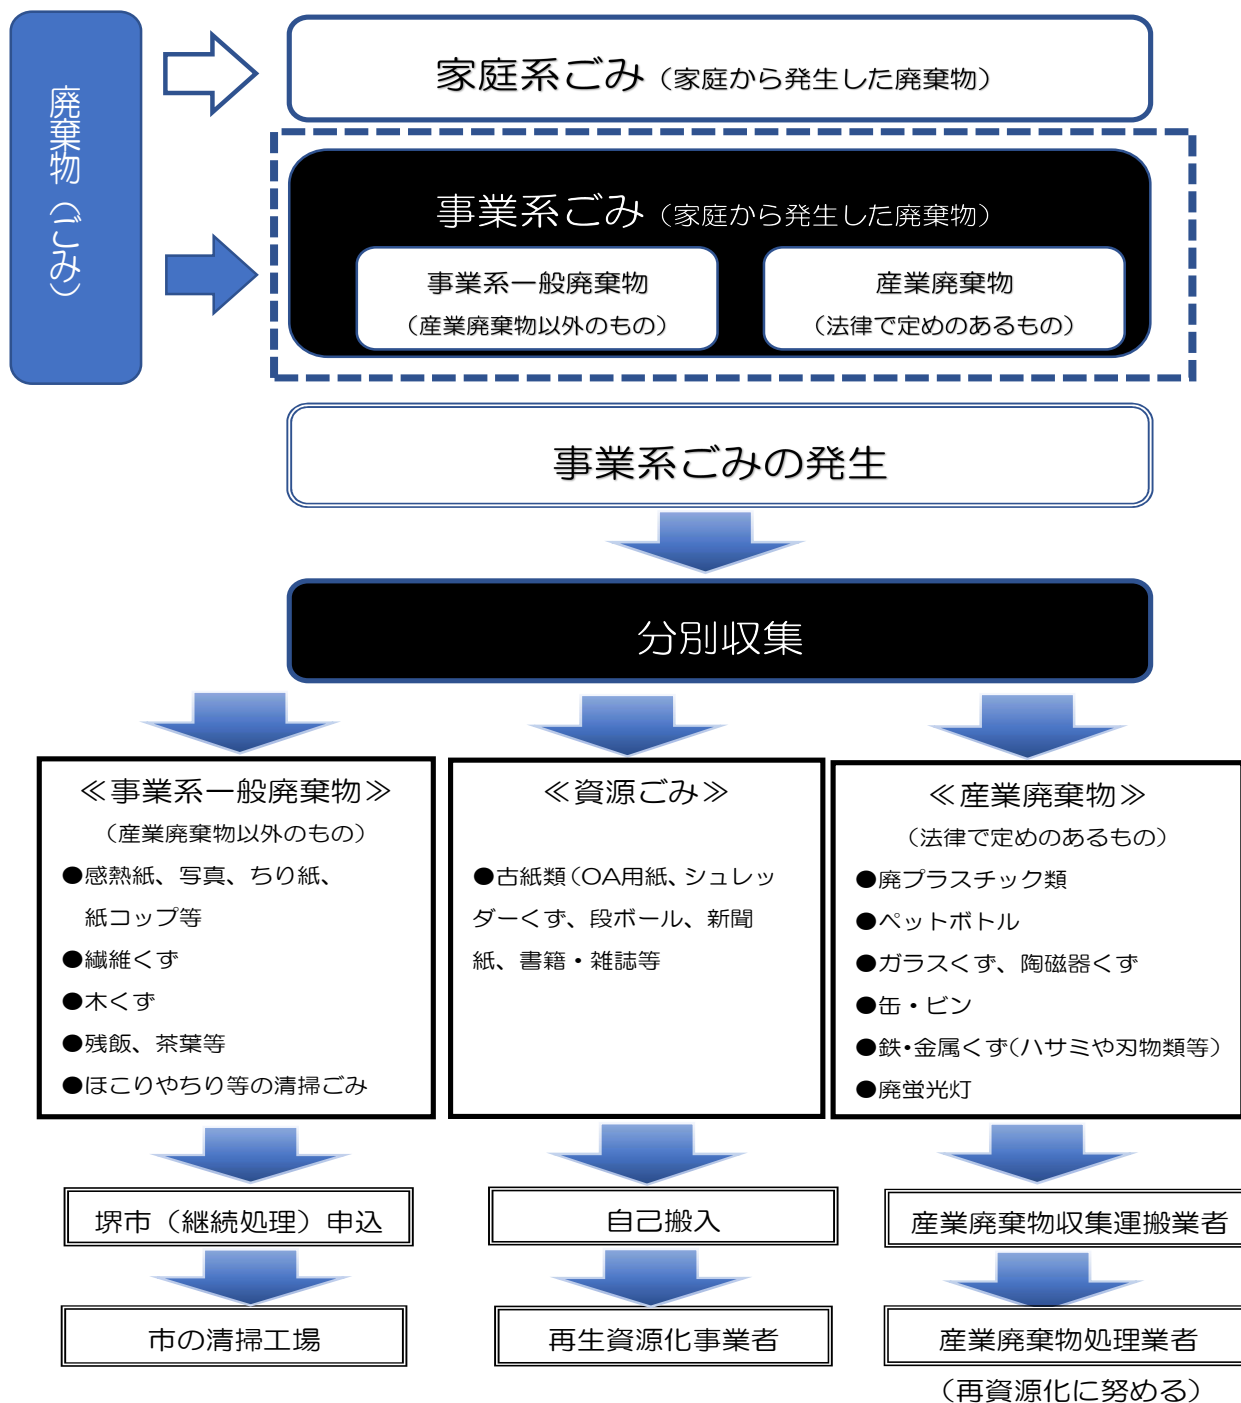 廃棄物（ごみ）
家庭系ごみ（家庭から発生した廃棄物）
事業系ごみ（家庭から発生した廃棄物）
事業系一般廃棄物
（産業廃棄物以外のもの）
産業廃棄物
（法律で定めのあるもの）
事業系ごみの発生
分別収集
≪事業系一般廃棄物≫
（産業廃棄物以外のもの）
●感熱紙、写真、ちり紙、
紙コップ等
●繊維くず
●木くず
●残飯、茶葉等
●ほこりやちり等の清掃ごみ
≪資源ごみ≫
●古紙類（OA用紙、シュレッ
ダーくず、段ボール、新聞
紙、書籍・雑誌等
≪産業廃棄物≫
（法律で定めのあるもの）
●廃プラスチック類
●ペットボトル
●ガラスくず、陶磁器くず
●缶・ビン
●鉄・金属くず（ハサミや刃物類等）
●廃蛍光灯
堺市（継続処理）申込
自己搬入
産業廃棄物収集運搬業者
市の清掃工場
再生資源化事業者
産業廃棄物処理業者
（再資源化に努める）